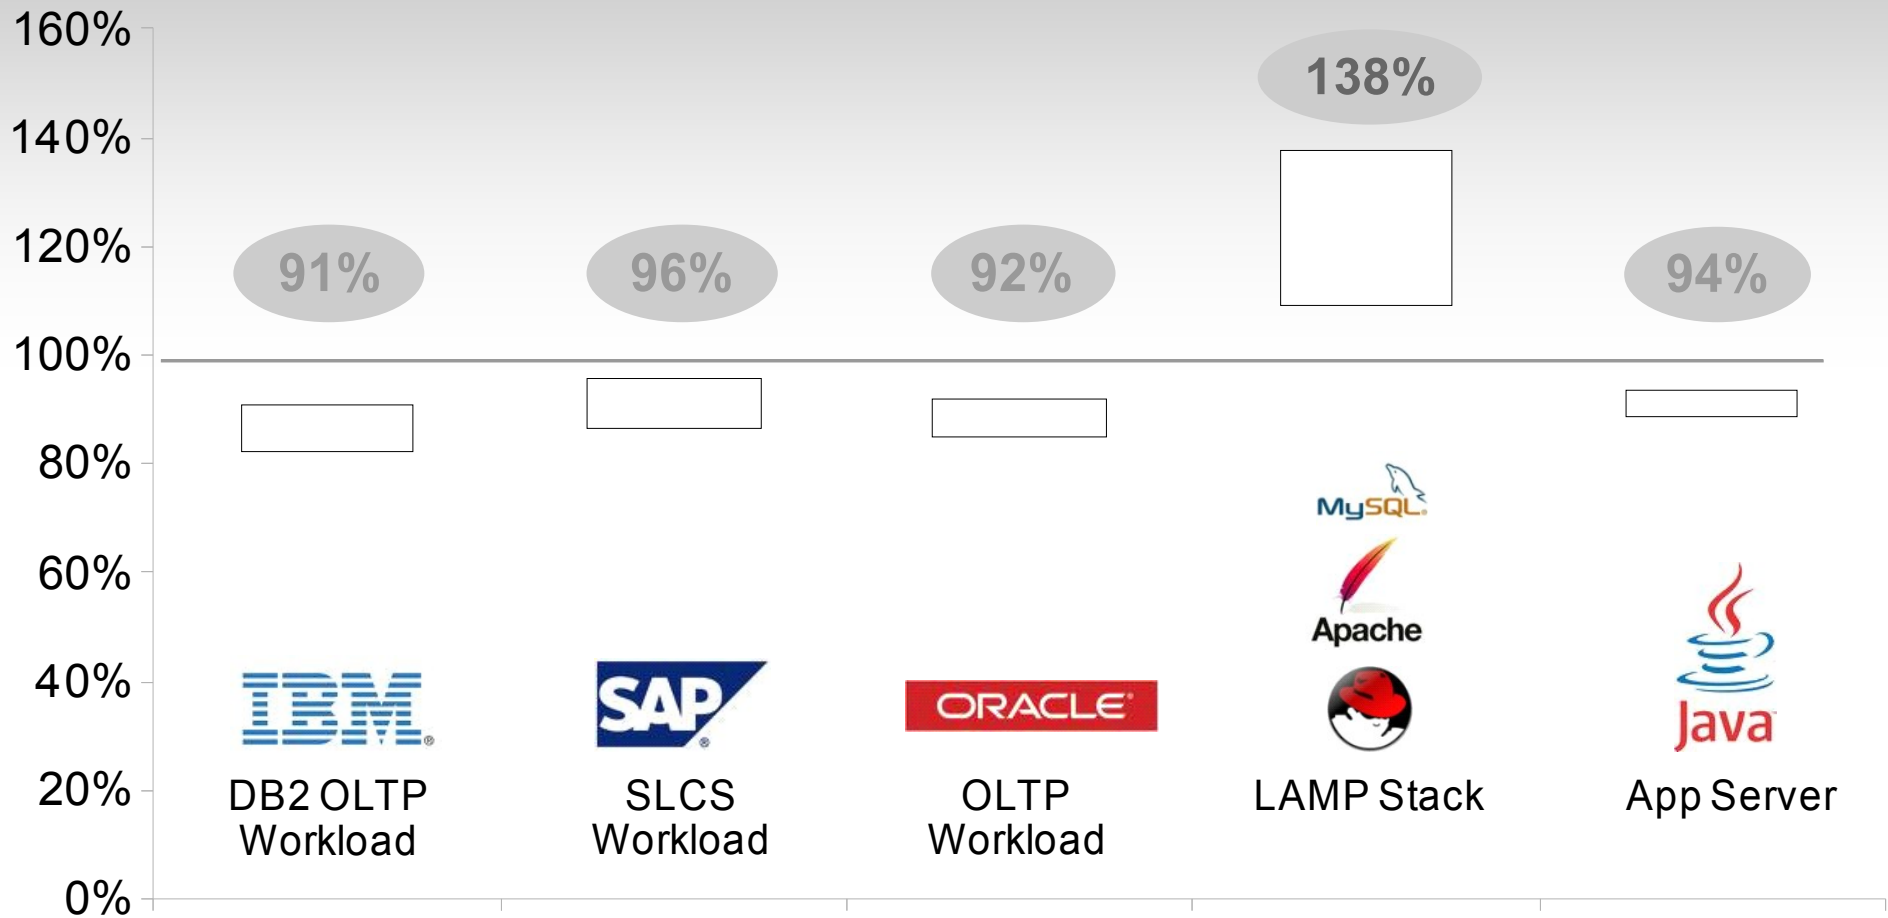 160%
140%
120%
100%
80%
60%
40%
20%
0%
91%
96%
92%
138%
94%
IBM®
SAP®
ORACLE®
MySQL®
Apache
Java™
DB2 OLTP
Workload
SLCS
Workload
OLTP
Workload
LAMP Stack
App Server